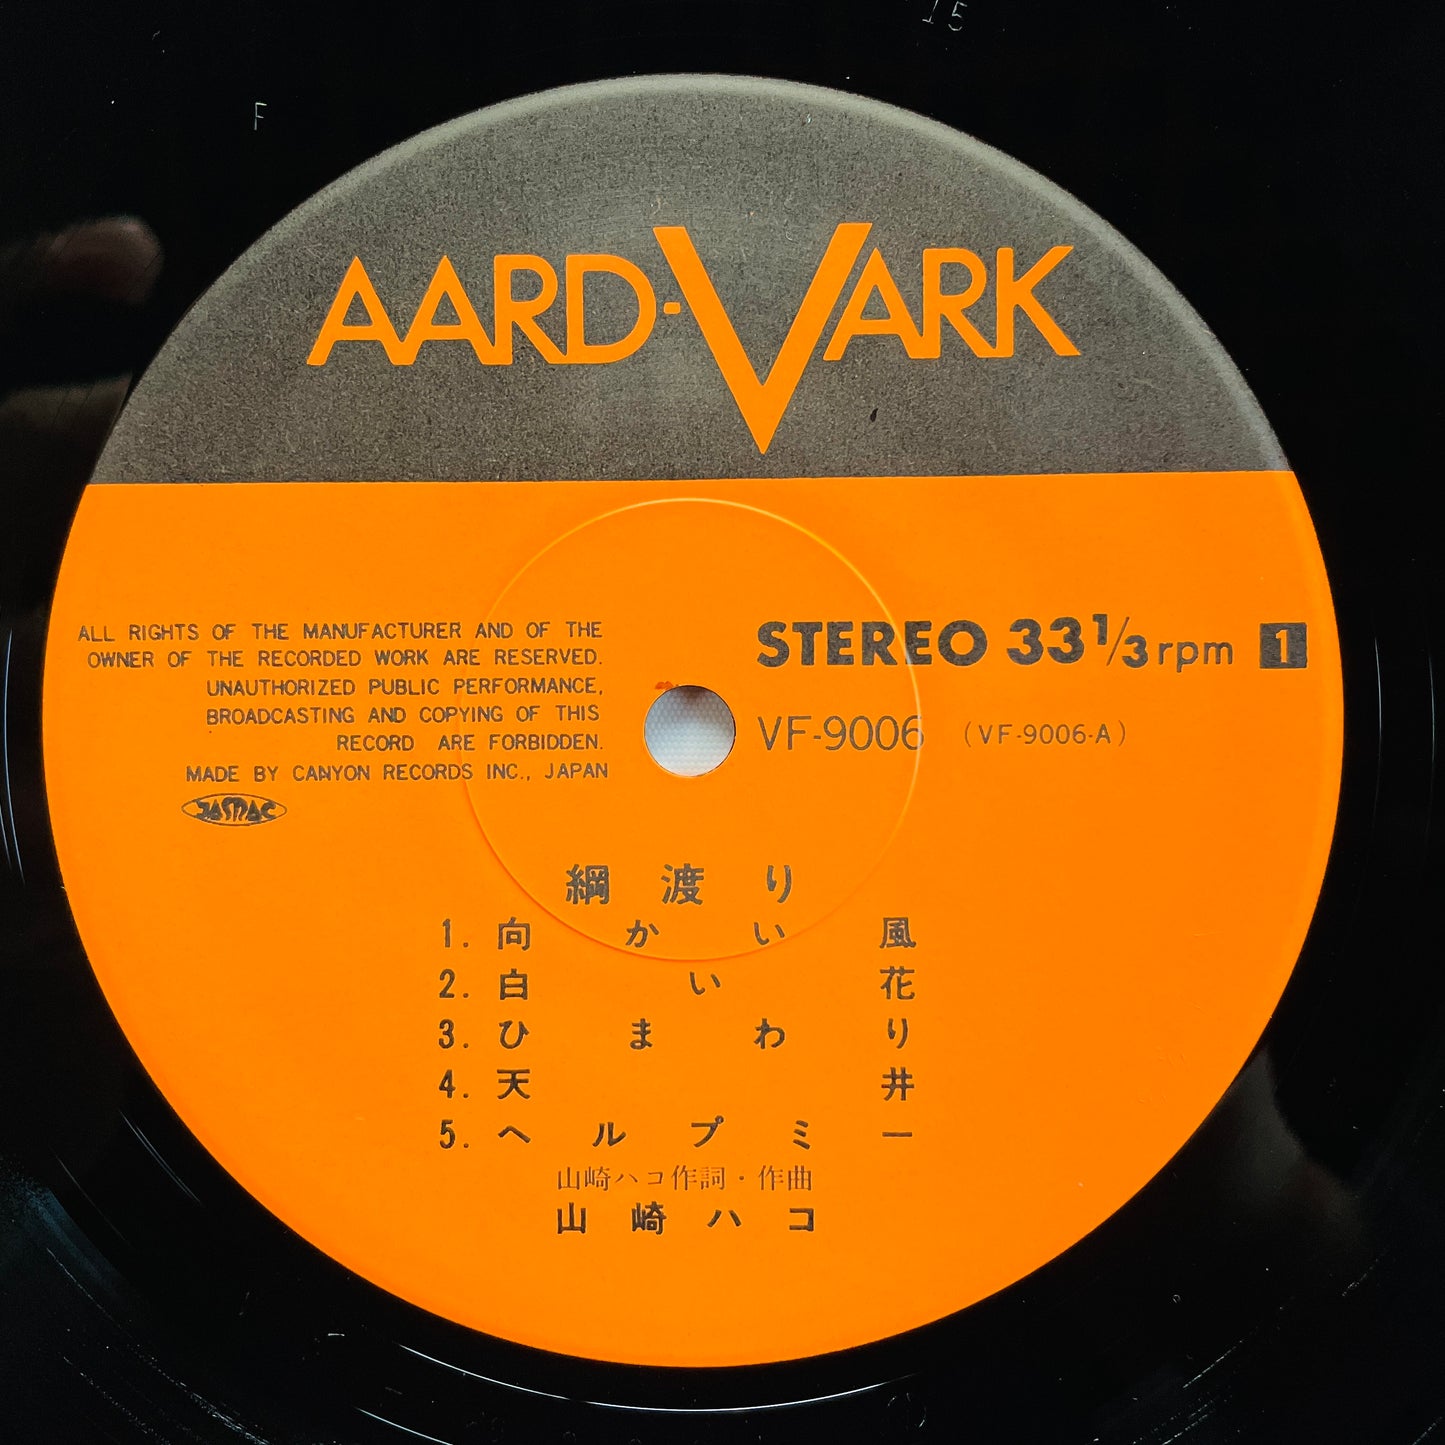 15
F
AARD-VARK
ALL RIGHTS OF THE MANUFACTURER AND OF THE
OWNER OF THE RECORDED WORK ARE RESERVED.
UNAUTHORIZED PUBLIC PERFORMANCE,
BROADCASTING AND COPYING OF THIS
RECORD ARE FORBIDDEN.
MADE BY CANYON RECORDS INC., JAPAN
JASRAC
STEREO 33 1/3 rpm 1
VF-9006 (VF-9006-A)
綱渡り
1. 向かい風
2. 白い花
3. ひまわり
4. 天井
5. ヘルプミー
山崎ハコ作詞・作曲
山崎ハコ